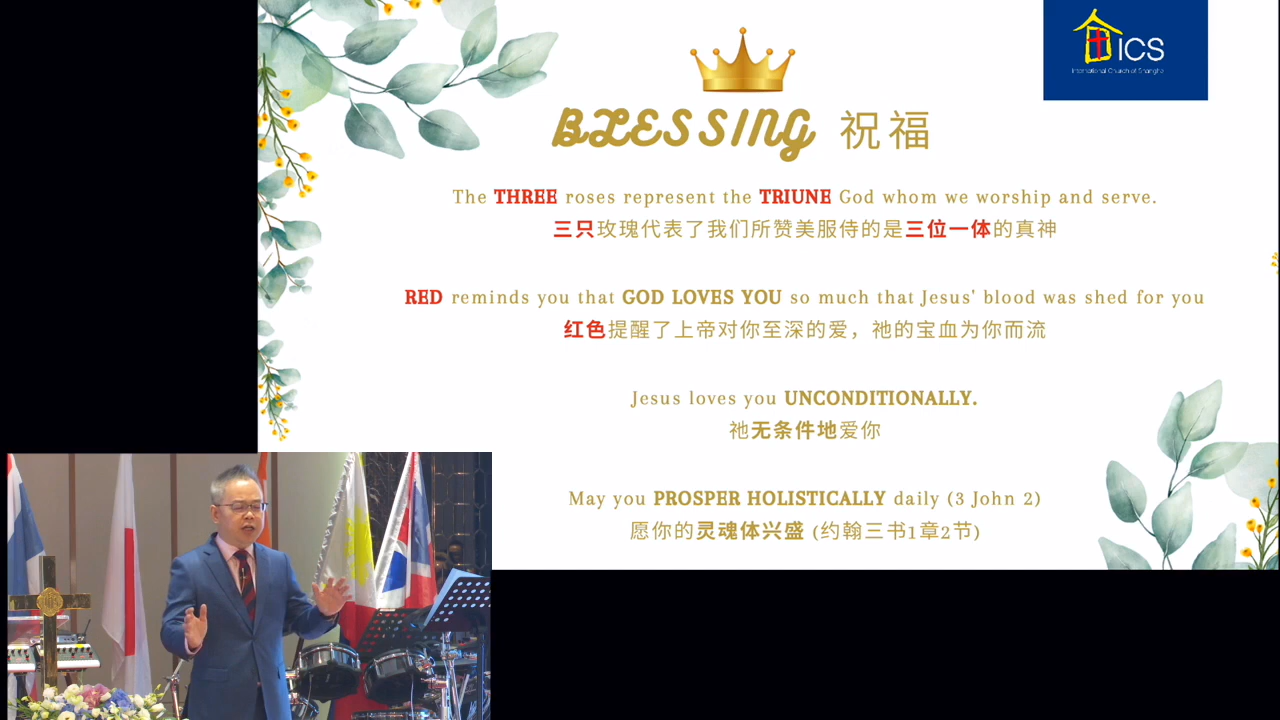 ICS
International Church of Shanghai
BLESSING 祝福
The THREE roses represent the TRIUNE God whom we worship and serve.
三只玫瑰代表了我们所赞美服侍的是三位一体的真神
RED reminds you that GOD LOVES YOU so much that Jesus' blood was shed for you
红色提醒了上帝对你至深的爱，祂的宝血为你而流
Jesus loves you UNCONDITIONALLY.
祂无条件地爱你
May you PROSPER HOLISTICALLY daily (3 John 2)
愿你的灵魂体兴盛 (约翰三书1章2节)